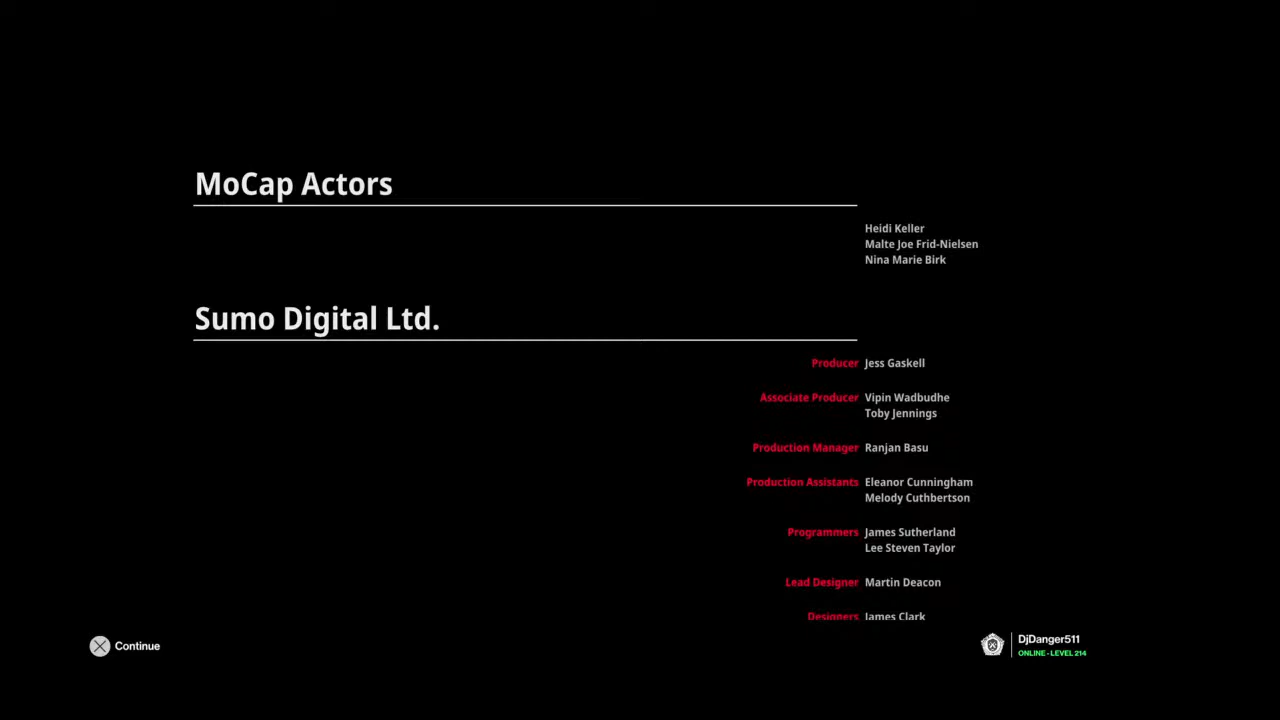 MoCap Actors
Heidi Keller
Malte Joe Frid-Nielsen
Nina Marie Birk
Sumo Digital Ltd.
Producer Jess Gaskell
Associate Producer Vipin Wadbudhe
Toby Jennings
Production Manager Ranjan Basu
Production Assistants Eleanor Cunningham
Melody Cuthbertson
Programmers James Sutherland
Lee Steven Taylor
Lead Designer Martin Deacon
Designers James Clark
Continue
DjDanger511
ONLINE - LEVEL 214